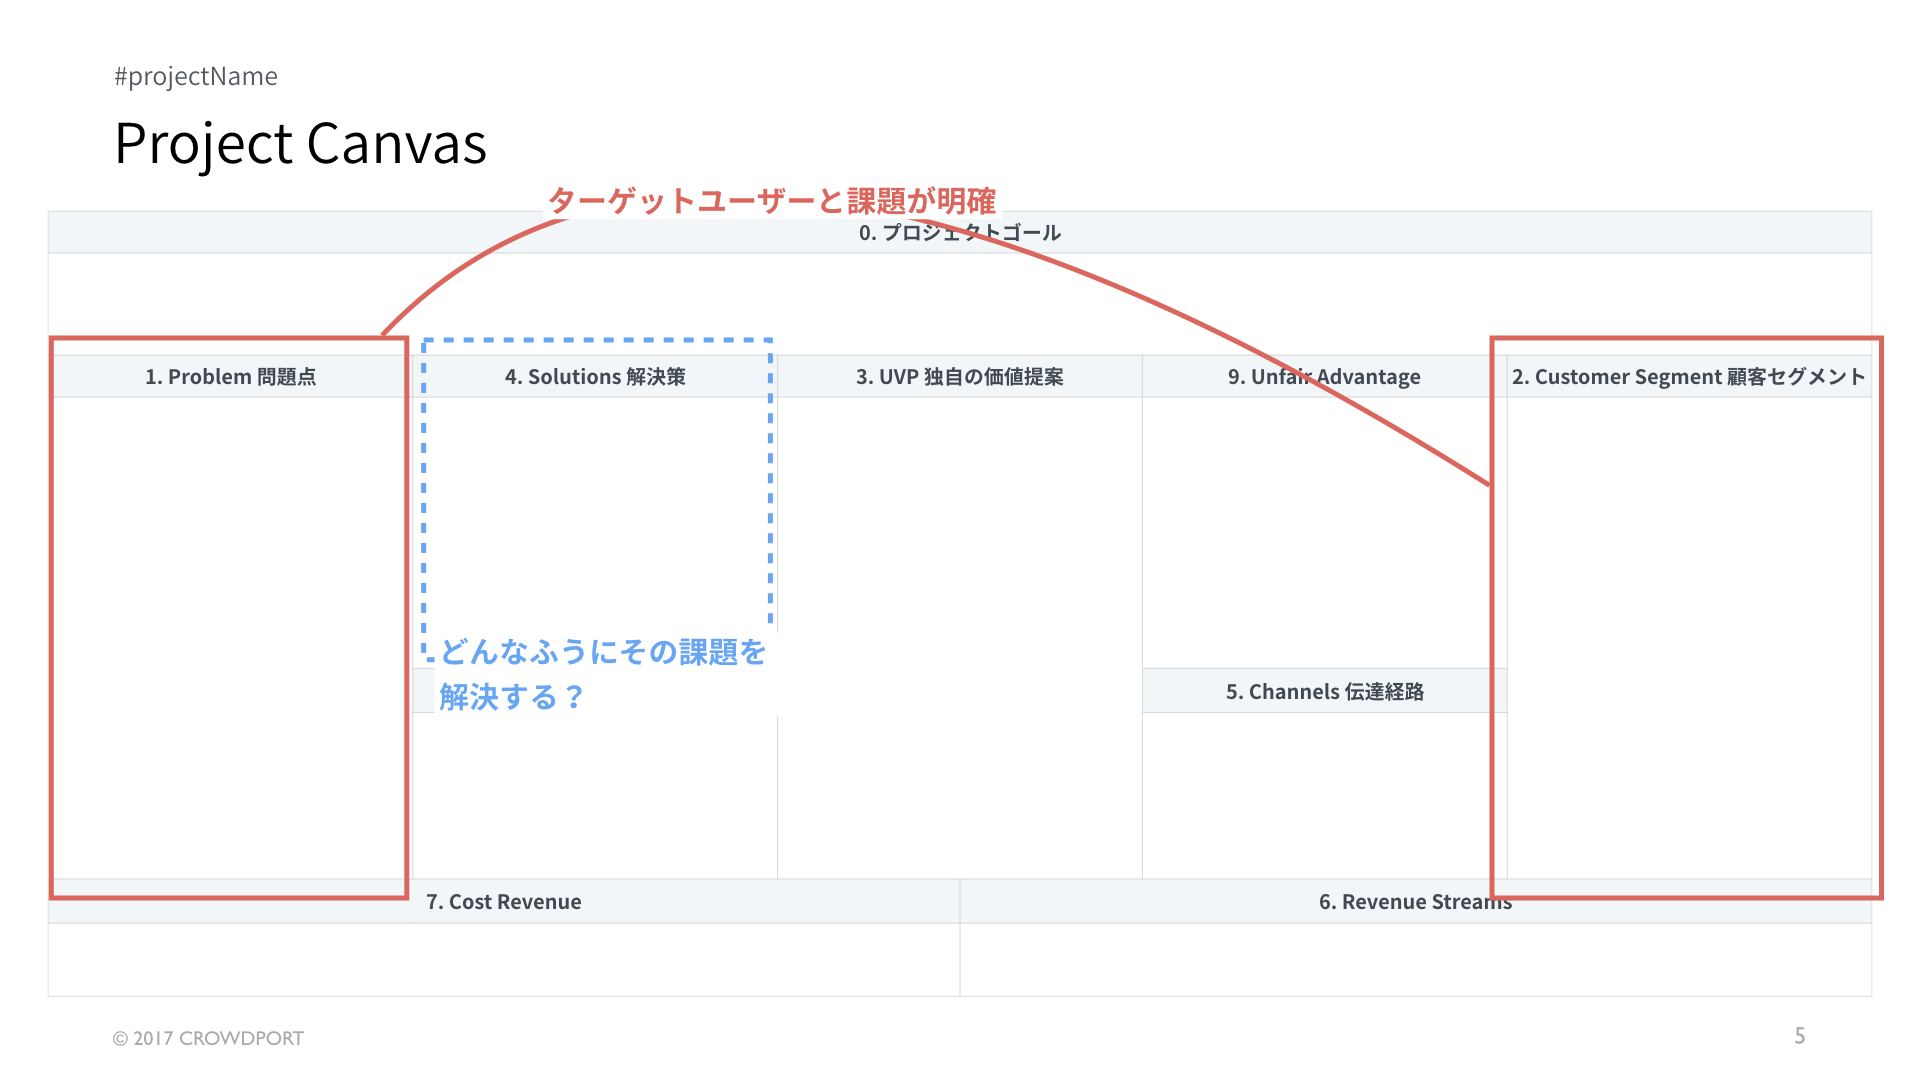 #projectName
Project Canvas
ターゲットユーザーと課題が明確
0. プロジェクトゴール
1. Problem 問題点
4. Solutions 解決策
3. UVP 独自の価値提案
9. Unfair Advantage
2. Customer Segment 顧客セグメント
どんなふうにその課題を
解決する？
5. Channels 伝達経路
7. Cost Revenue
6. Revenue Streams
© 2017 CROWDPORT
5